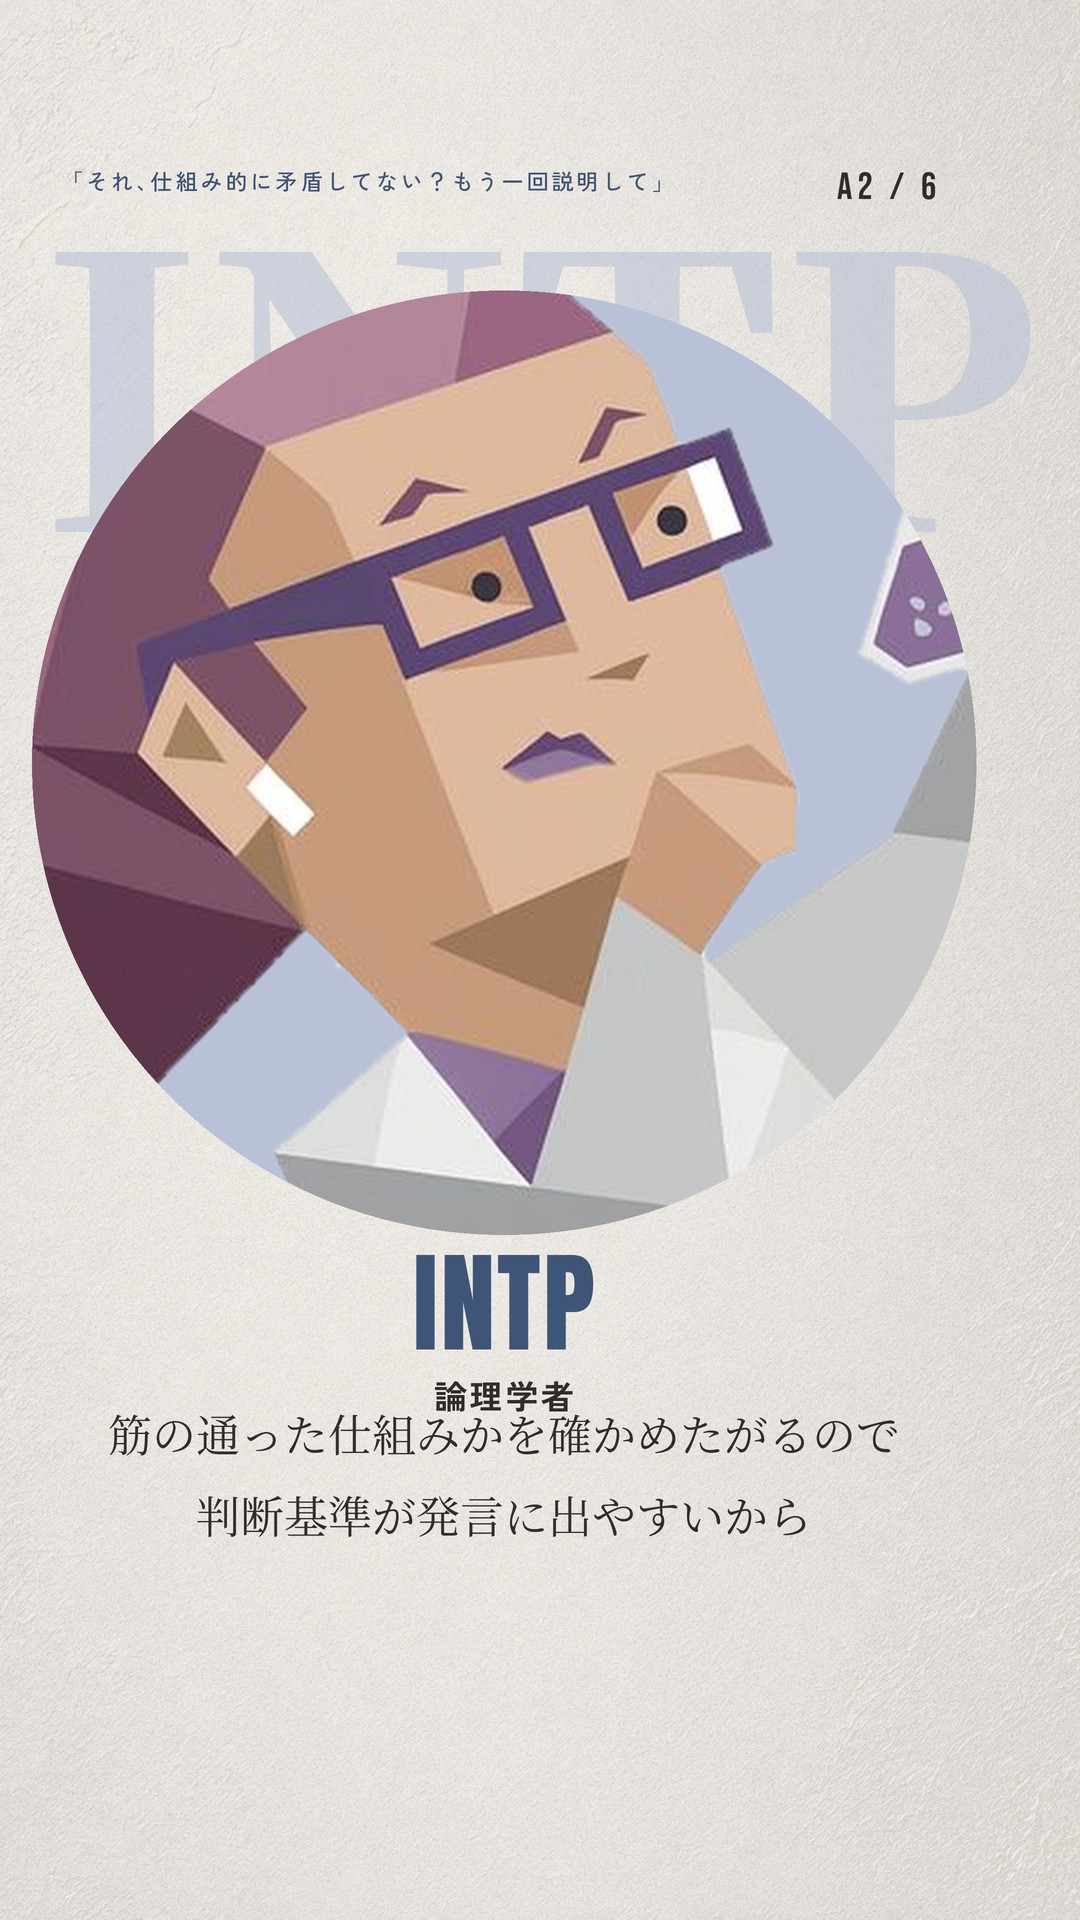 「それ、仕組み的に矛盾してない？もう一回説明して」
A2 / 6
INTP
INTP
論理学者
筋の通った仕組みかを確かめたがるので
判断基準が発言に出やすいから